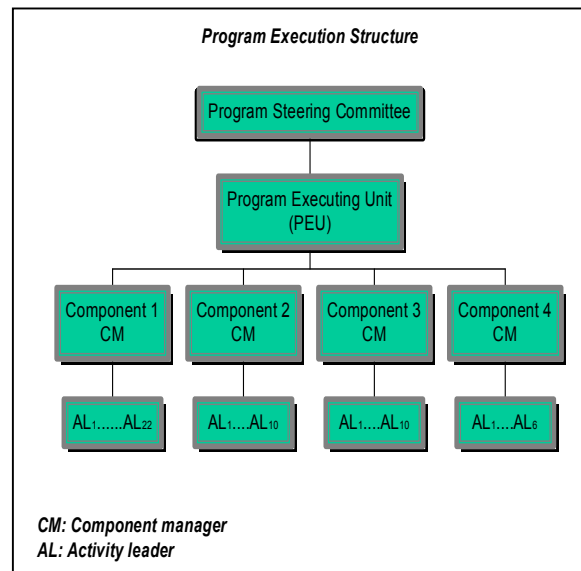 Program Execution Structure
Program Steering Committee
Program Executing Unit
(PEU)
Component 1
CM
Component 2
CM
Component 3
CM
Component 4
CM
AL1......AL22
AL1....AL10
AL1....AL10
AL1....AL6
CM: Component manager
AL: Activity leader